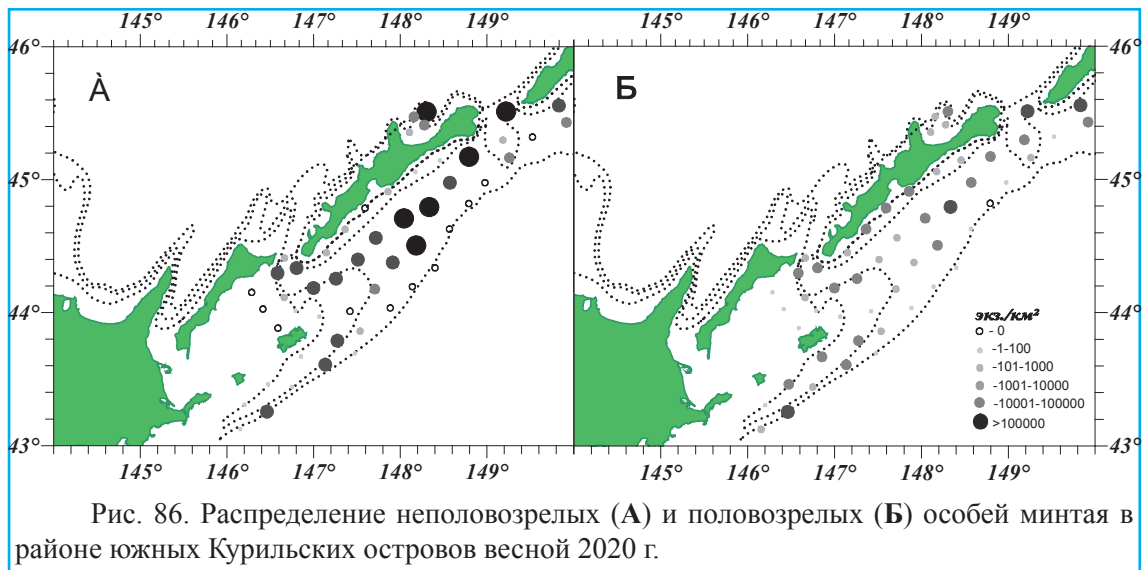 145° 146° 147° 148° 149° 145° 146° 147° 148° 149°
46° 46°
À Б
45° 45°
44° 44°
экз./км²
- 0
-1-100
-101-1000
-1001-10000
-10001-100000
>100000
43° 43°
145° 146° 147° 148° 149° 145° 146° 147° 148° 149°
Рис. 86. Распределение неполовозрелых (А) и половозрелых (Б) особей минтая в
районе южных Курильских островов весной 2020 г.